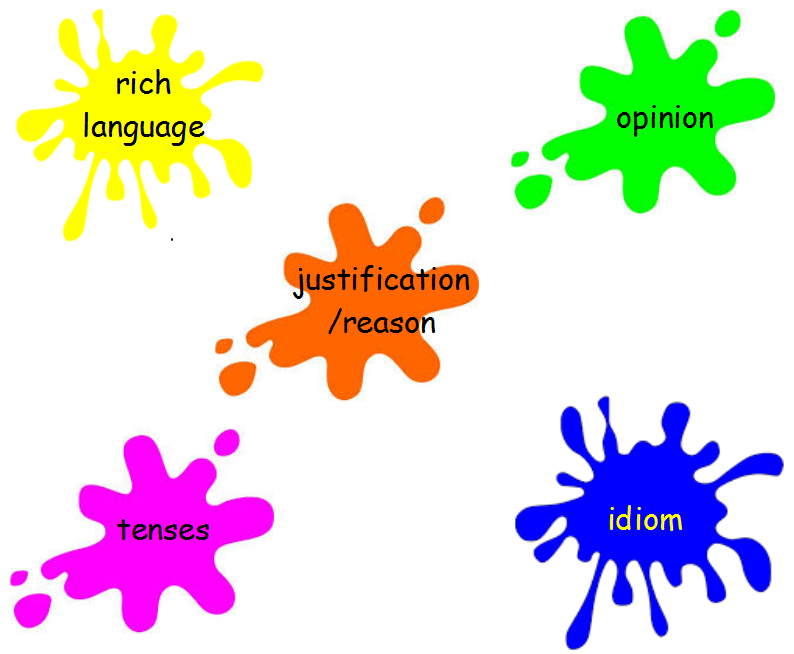 rich
language
opinion
justification
/reason
tenses
idiom